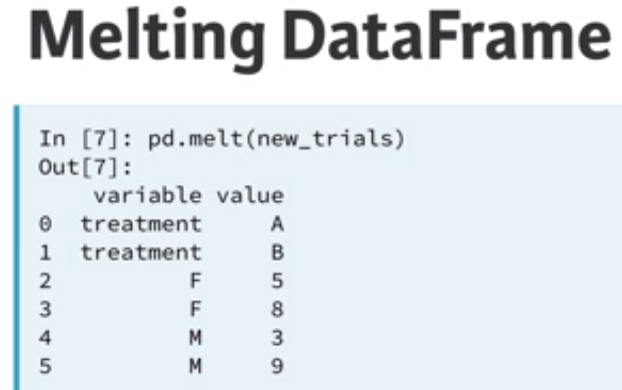 Melting DataFrame
In [7]: pd.melt(new_trials)
Out[7]:
variable value
0 treatment A
1 treatment B
2 F 5
3 F 8
4 M 3
5 M 9